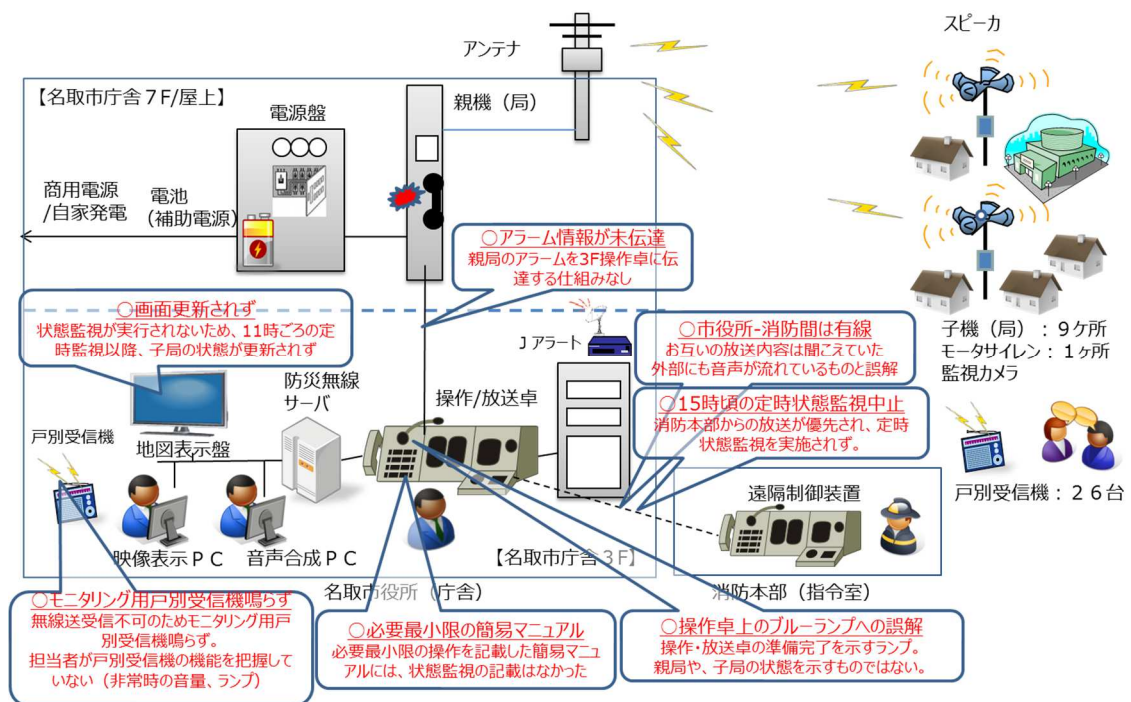 アンテナ
スピーカ
【名取市庁舎７F/屋上】
親機（局）
電源盤
商用電源
/自家発電
電池
（補助電源）
○アラーム情報が未伝達
親局のアラームを3F操作卓に伝
達する仕組みなし
○画面更新されず
状態監視が実行されないため、11時ごろの定
時監視以降、子局の状態が更新されず
Ｊアラート
○市役所-消防間は有線
お互いの放送内容は聞こえていた
外部にも音声が流れているものと誤解
子機（局）：９ケ所
モータサイレン：１ヶ所
監視カメラ
防災無線
サーバ
操作/放送卓
○15時頃の定時状態監視中止
消防本部からの放送が優先され、定時
状態監視を実施されず。
戸別受信機
地図表示盤
戸別受信機：２６台
遠隔制御装置
映像表示ＰＣ
音声合成ＰＣ
【名取市庁舎３F】
名取市役所（庁舎）
消防本部（指令室）
○モニタリング用戸別受信機鳴らず
無線送受信不可のためモニタリング用戸
別受信機鳴らず。
担当者が戸別受信機の機能を把握して
いない（非常時の音量、ランプ）
○必要最小限の簡易マニュアル
必要最小限の操作を記載した簡易マニュ
アルには、状態監視の記載はなかった
○操作卓上のブルーランプへの誤解
操作・放送卓の準備完了を示すランプ。
親局や、子局の状態を示すものではない。